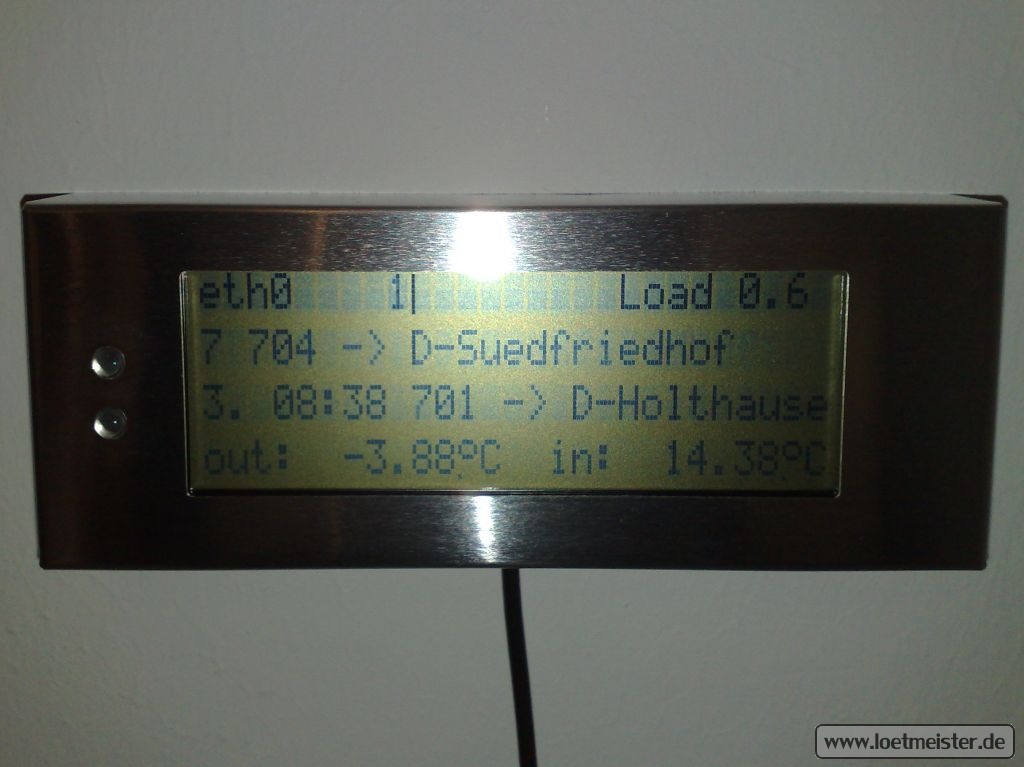 eth0 1| Load 0.6
7 704 -> D-Suedfriedhof
3. 08:38 701 -> D-Holthause
out: -3.88°C in: 14.38°C
www.loetmeister.de